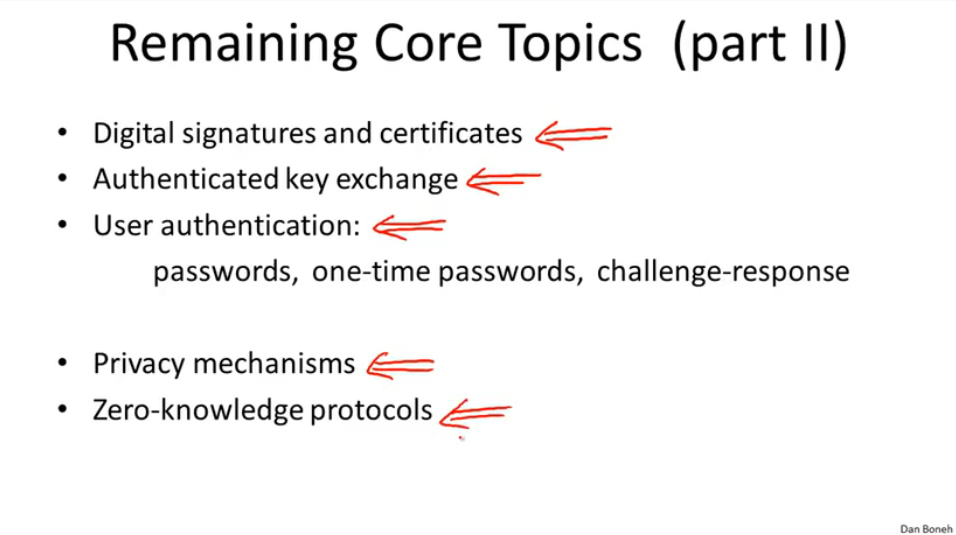 Remaining Core Topics (part II)
• Digital signatures and certificates
• Authenticated key exchange
• User authentication:
passwords, one-time passwords, challenge-response
• Privacy mechanisms
• Zero-knowledge protocols
Dan Boneh